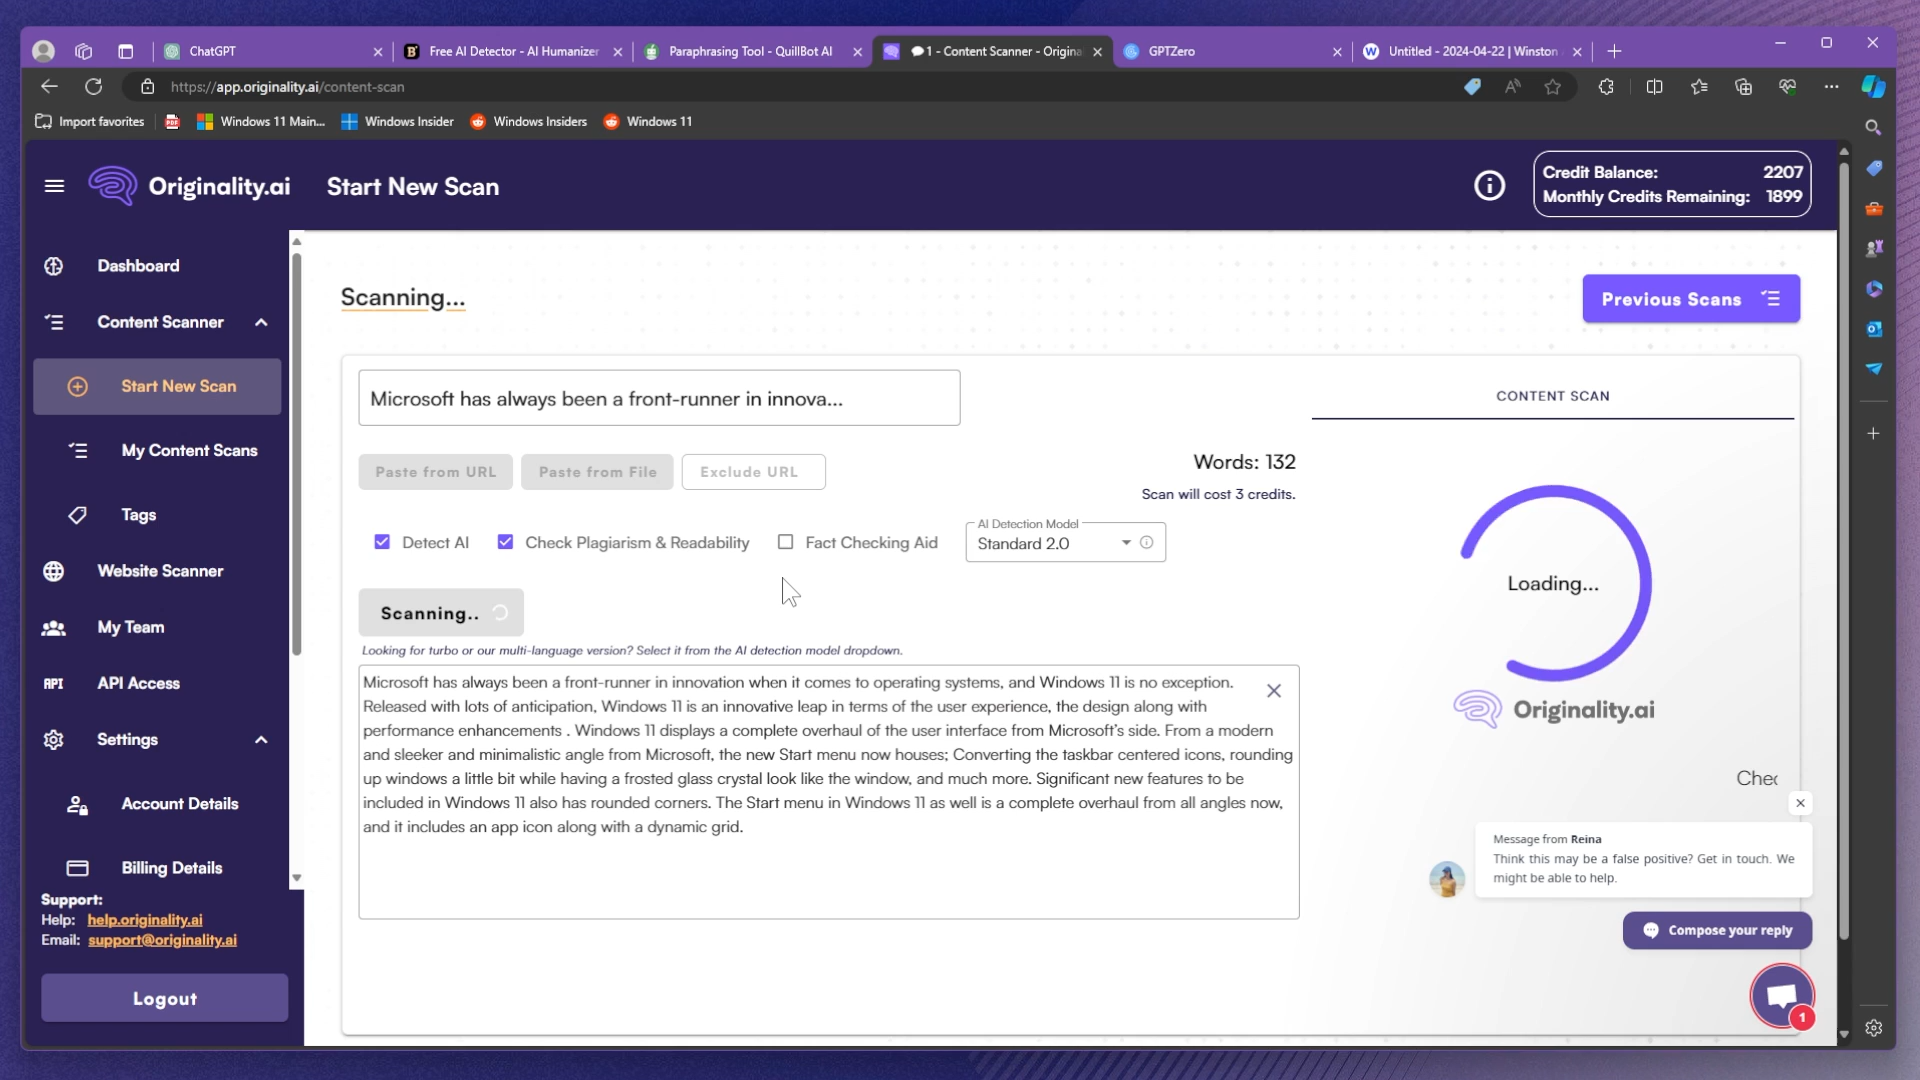 ChatGPT
Free AI Detector - AI Humanizer
Paraphrasing Tool - QuillBot AI
1 - Content Scanner - Origina
GPTZero
Untitled - 2024-04-22 | Winston
https://app.originality.ai/content-scan
Import favorites
Windows 11 Main...
Windows Insider
Windows Insiders
Windows 11
Originality.ai
Start New Scan
Credit Balance: 2207
Monthly Credits Remaining: 1899
Dashboard
Content Scanner
Start New Scan
My Content Scans
Tags
Website Scanner
My Team
API
API Access
Settings
Account Details
Billing Details
Support:
Help: help.originality.ai
Email: support@originality.ai
Logout
Scanning...
Previous Scans
Microsoft has always been a front-runner in innova...
CONTENT SCAN
Paste from URL
Paste from File
Exclude URL
Words: 132
Scan will cost 3 credits.
Detect AI
Check Plagiarism & Readability
Fact Checking Aid
AI Detection Model
Standard 2.0
Scanning..
Looking for turbo or our multi-language version? Select it from the AI detection model dropdown.
Microsoft has always been a front-runner in innovation when it comes to operating systems, and Windows 11 is no exception.
Released with lots of anticipation, Windows 11 is an innovative leap in terms of the user experience, the design along with
performance enhancements . Windows 11 displays a complete overhaul of the user interface from Microsoft's side. From a modern
and sleeker and minimalistic angle from Microsoft, the new Start menu now houses; Converting the taskbar centered icons, rounding
up windows a little bit while having a frosted glass crystal look like the window, and much more. Significant new features to be
included in Windows 11 also has rounded corners. The Start menu in Windows 11 as well is a complete overhaul from all angles now,
and it includes an app icon along with a dynamic grid.
Loading...
Originality.ai
Chec
Message from Reina
Think this may be a false positive? Get in touch. We
might be able to help.
Compose your reply
1